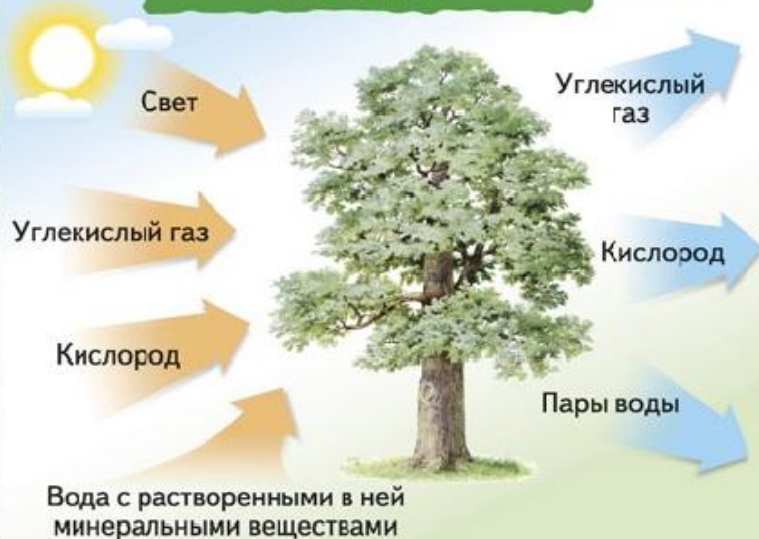 Свет
Углекислый
газ
Углекислый газ
Кислород
Кислород
Пары воды
Вода с растворенными в ней
минеральными веществами